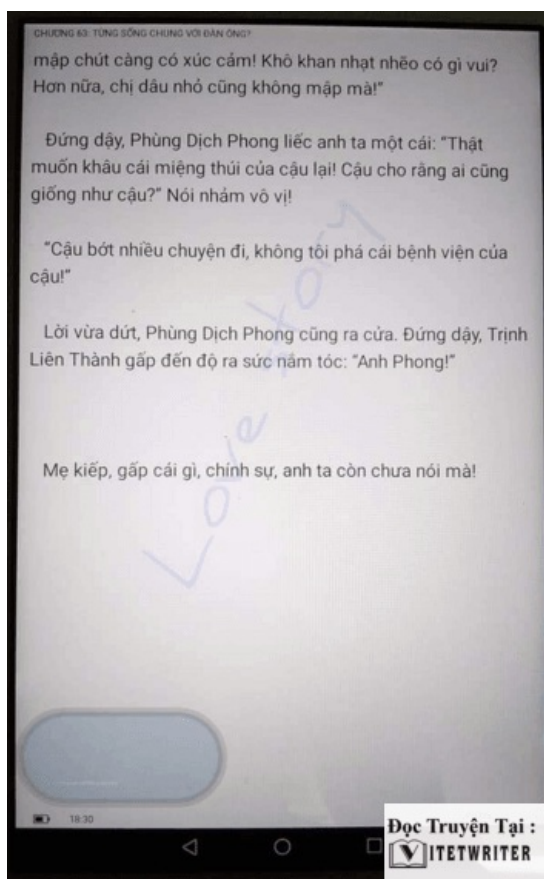 CHƯƠNG 63: TỪNG SỐNG CHUNG VỚI ĐÀN ÔNG?
mập chút càng có xúc cảm! Khô khan nhạt nhẽo có gì vui?
Hơn nữa, chị dâu nhỏ cũng không mập mà!"
Đứng dậy, Phùng Dịch Phong liếc anh ta một cái: "Thật
muốn khâu cái miệng thúi của cậu lại! Cậu cho rằng ai cũng
giống như cậu?" Nói nhảm vô vị!
"Cậu bớt nhiều chuyện đi, không tôi phá cái bệnh viện của
cậu!"
Lời vừa dứt, Phùng Dịch Phong cũng ra cửa. Đứng dậy, Trịnh
Liên Thành gấp đến độ ra sức nắm tóc: "Anh Phong!"
Love story
Mẹ kiếp, gấp cái gì, chính sự, anh ta còn chưa nói mà!
18:30
Đọc Truyện Tại :
VITETWRITER